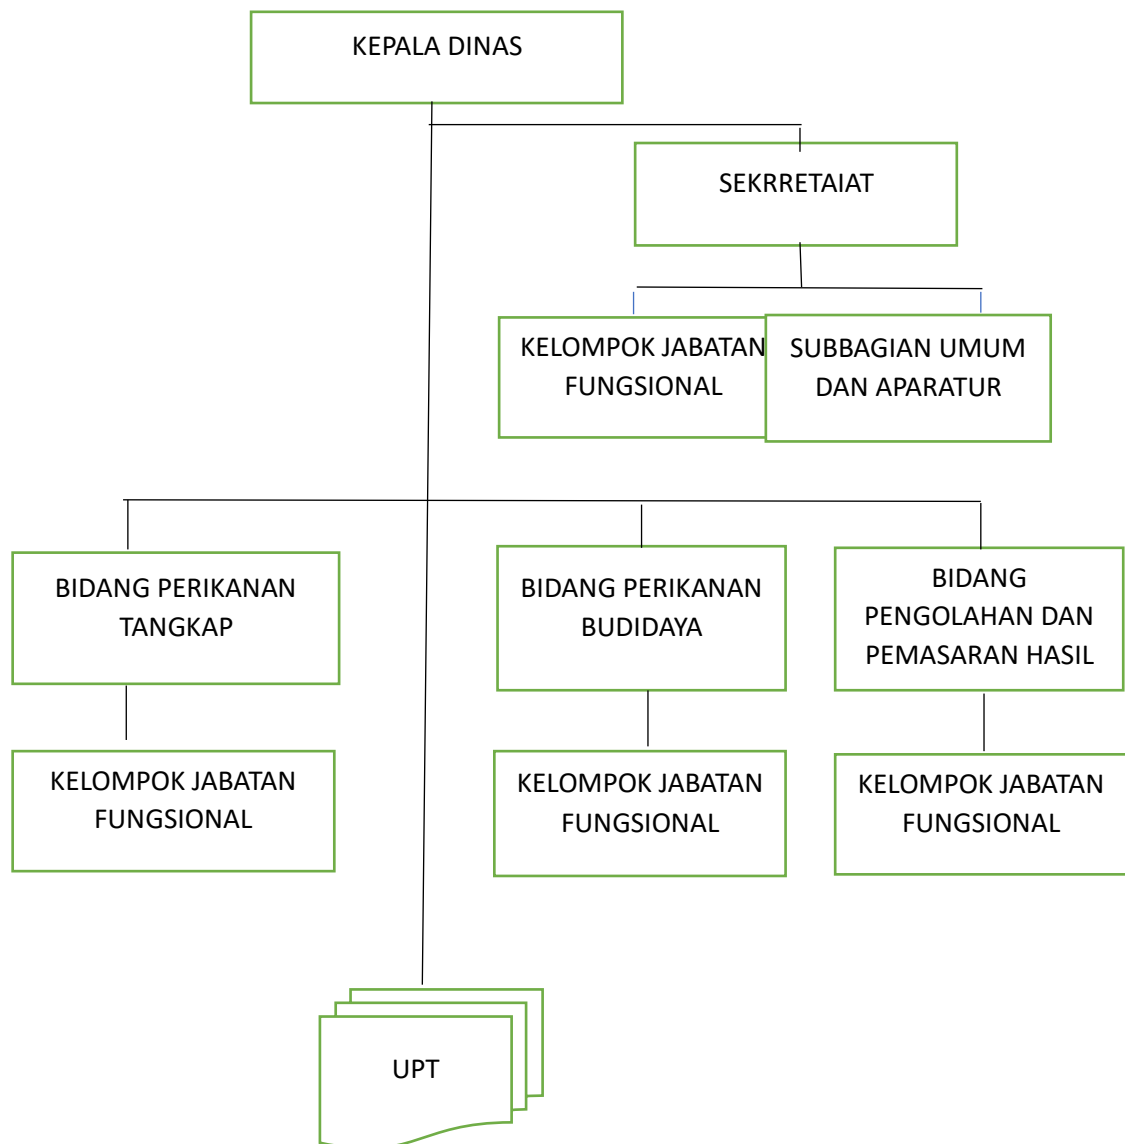 KEPALA DINAS
SEKRRETAIAT
KELOMPOK JABATAN
FUNGSIONAL
SUBBAGIAN UMUM
DAN APARATUR
BIDANG PERIKANAN
TANGKAP
BIDANG PERIKANAN
BUDIDAYA
BIDANG
PENGOLAHAN DAN
PEMASARAN HASIL
KELOMPOK JABATAN
FUNGSIONAL
KELOMPOK JABATAN
FUNGSIONAL
KELOMPOK JABATAN
FUNGSIONAL
UPT